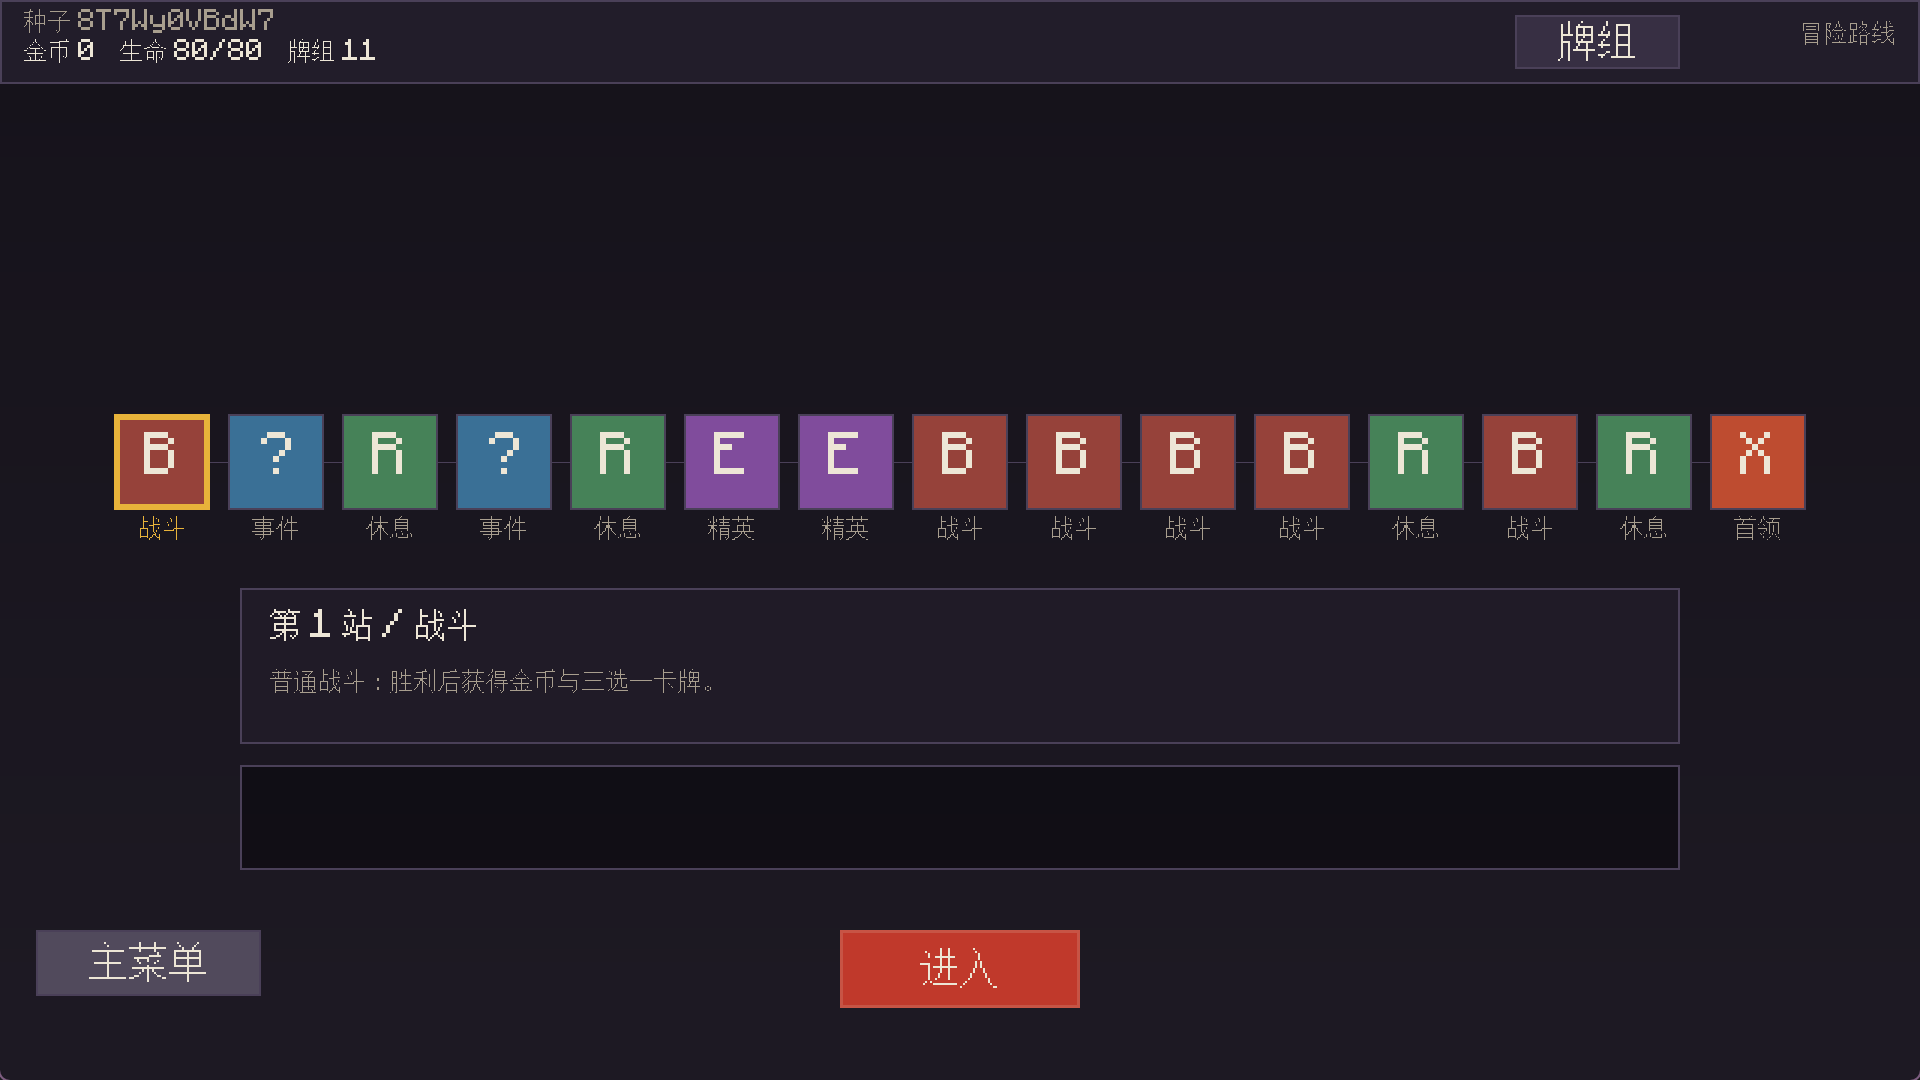 种子 8T7Wy0VBdW7
金币 0 生命 80/80 牌组 11
牌组
冒险路线
B ? R ? R E E B B B B R B R X
战斗 事件 休息 事件 休息 精英 精英 战斗 战斗 战斗 战斗 休息 战斗 休息 首领
第 1 站 / 战斗
普通战斗：胜利后获得金币与三选一卡牌。
主菜单
进入